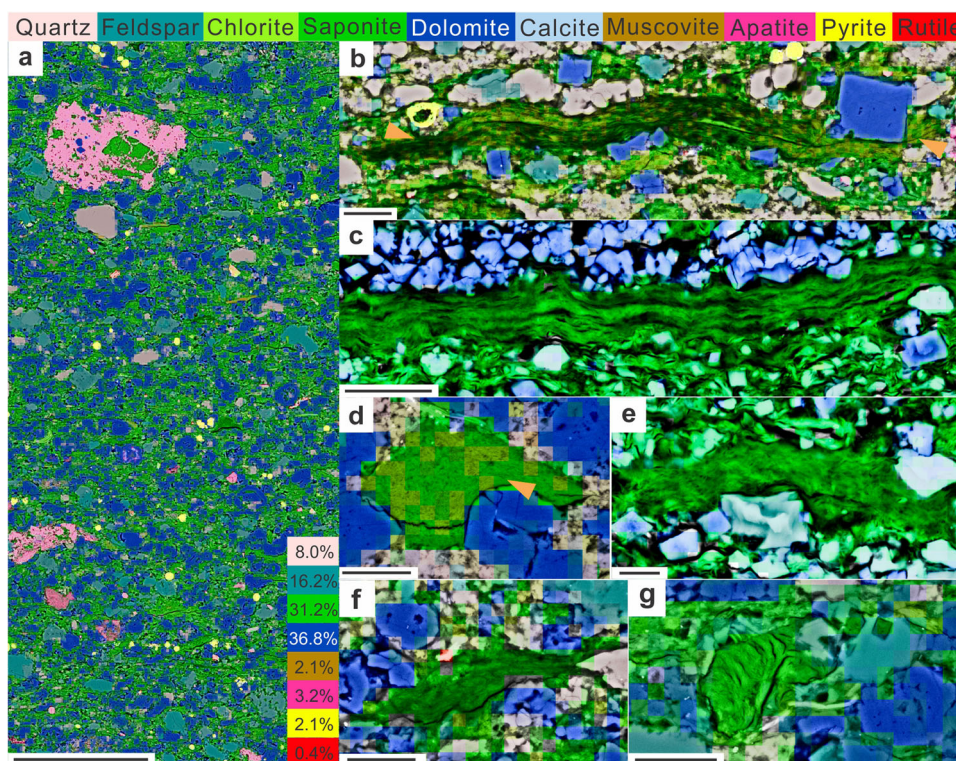 Quartz Feldspar Chlorite Saponite Dolomite Calcite Muscovite Apatite Pyrite Rutile
a
b
c
d
e
f
g
8.0%
16.2%
31.2%
36.8%
2.1%
3.2%
2.1%
0.4%